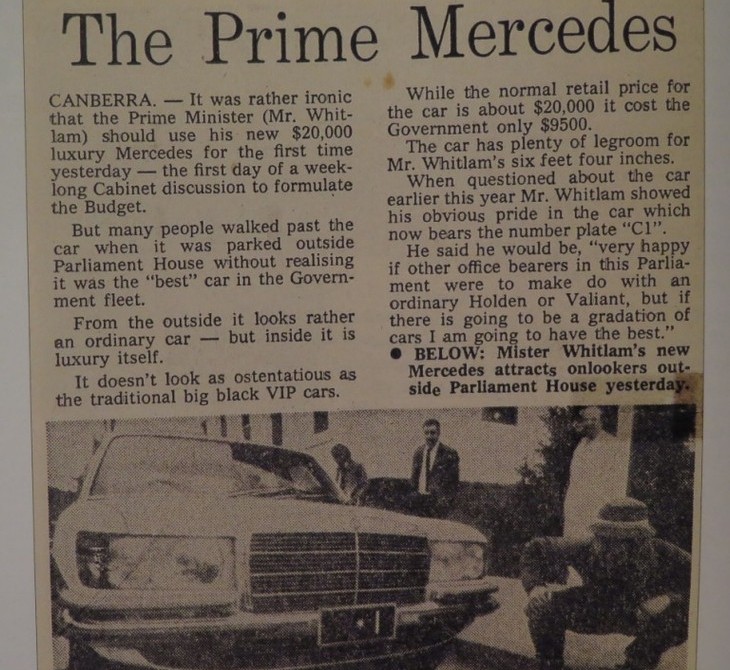 The Prime Mercedes
CANBERRA. — It was rather ironic
that the Prime Minister (Mr. Whit-
lam) should use his new $20,000
luxury Mercedes for the first time
yesterday — the first day of a week-
long Cabinet discussion to formulate
the Budget.
But many people walked past the
car when it was parked outside
Parliament House without realising
it was the "best" car in the Govern-
ment fleet.
From the outside it looks rather
an ordinary car — but inside it is
luxury itself.
It doesn't look as ostentatious as
the traditional big black VIP cars.
While the normal retail price for
the car is about $20,000 it cost the
Government only $9500.
The car has plenty of legroom for
Mr. Whitlam's six feet four inches.
When questioned about the car
earlier this year Mr. Whitlam showed
his obvious pride in the car which
now bears the number plate "C1".
He said he would be, "very happy
if other office bearers in this Parlia-
ment were to make do with an
ordinary Holden or Valiant, but if
there is going to be a gradation of
cars I am going to have the best."
● BELOW: Mister Whitlam's new
Mercedes attracts onlookers out-
side Parliament House yesterday.